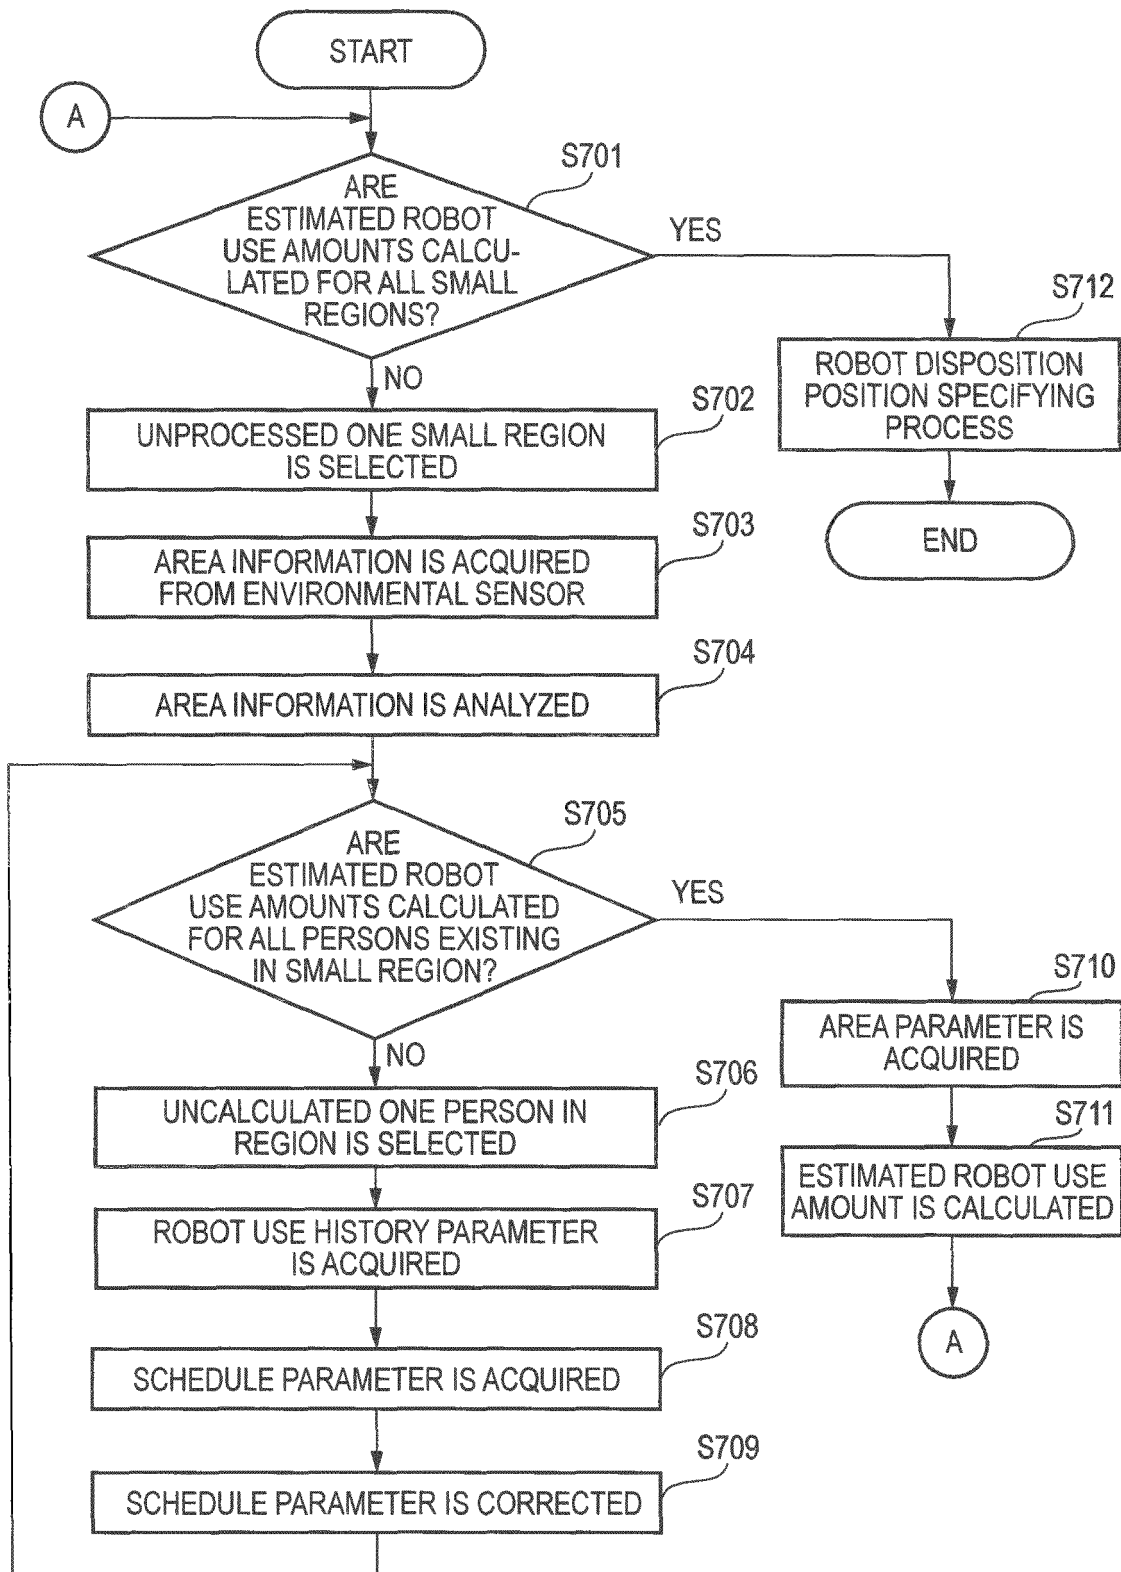 START
A
S701
ARE
ESTIMATED ROBOT
USE AMOUNTS CALCU-
LATED FOR ALL SMALL
REGIONS?
YES
NO
S712
ROBOT DISPOSITION
POSITION SPECIFYING
PROCESS
END
S702
UNPROCESSED ONE SMALL REGION
IS SELECTED
S703
AREA INFORMATION IS ACQUIRED
FROM ENVIRONMENTAL SENSOR
S704
AREA INFORMATION IS ANALYZED
S705
ARE
ESTIMATED ROBOT
USE AMOUNTS CALCULATED
FOR ALL PERSONS EXISTING
IN SMALL REGION?
YES
NO
S710
AREA PARAMETER IS
ACQUIRED
S711
ESTIMATED ROBOT USE
AMOUNT IS CALCULATED
A
S706
UNCALCULATED ONE PERSON IN
REGION IS SELECTED
S707
ROBOT USE HISTORY PARAMETER
IS ACQUIRED
S708
SCHEDULE PARAMETER IS ACQUIRED
S709
SCHEDULE PARAMETER IS CORRECTED